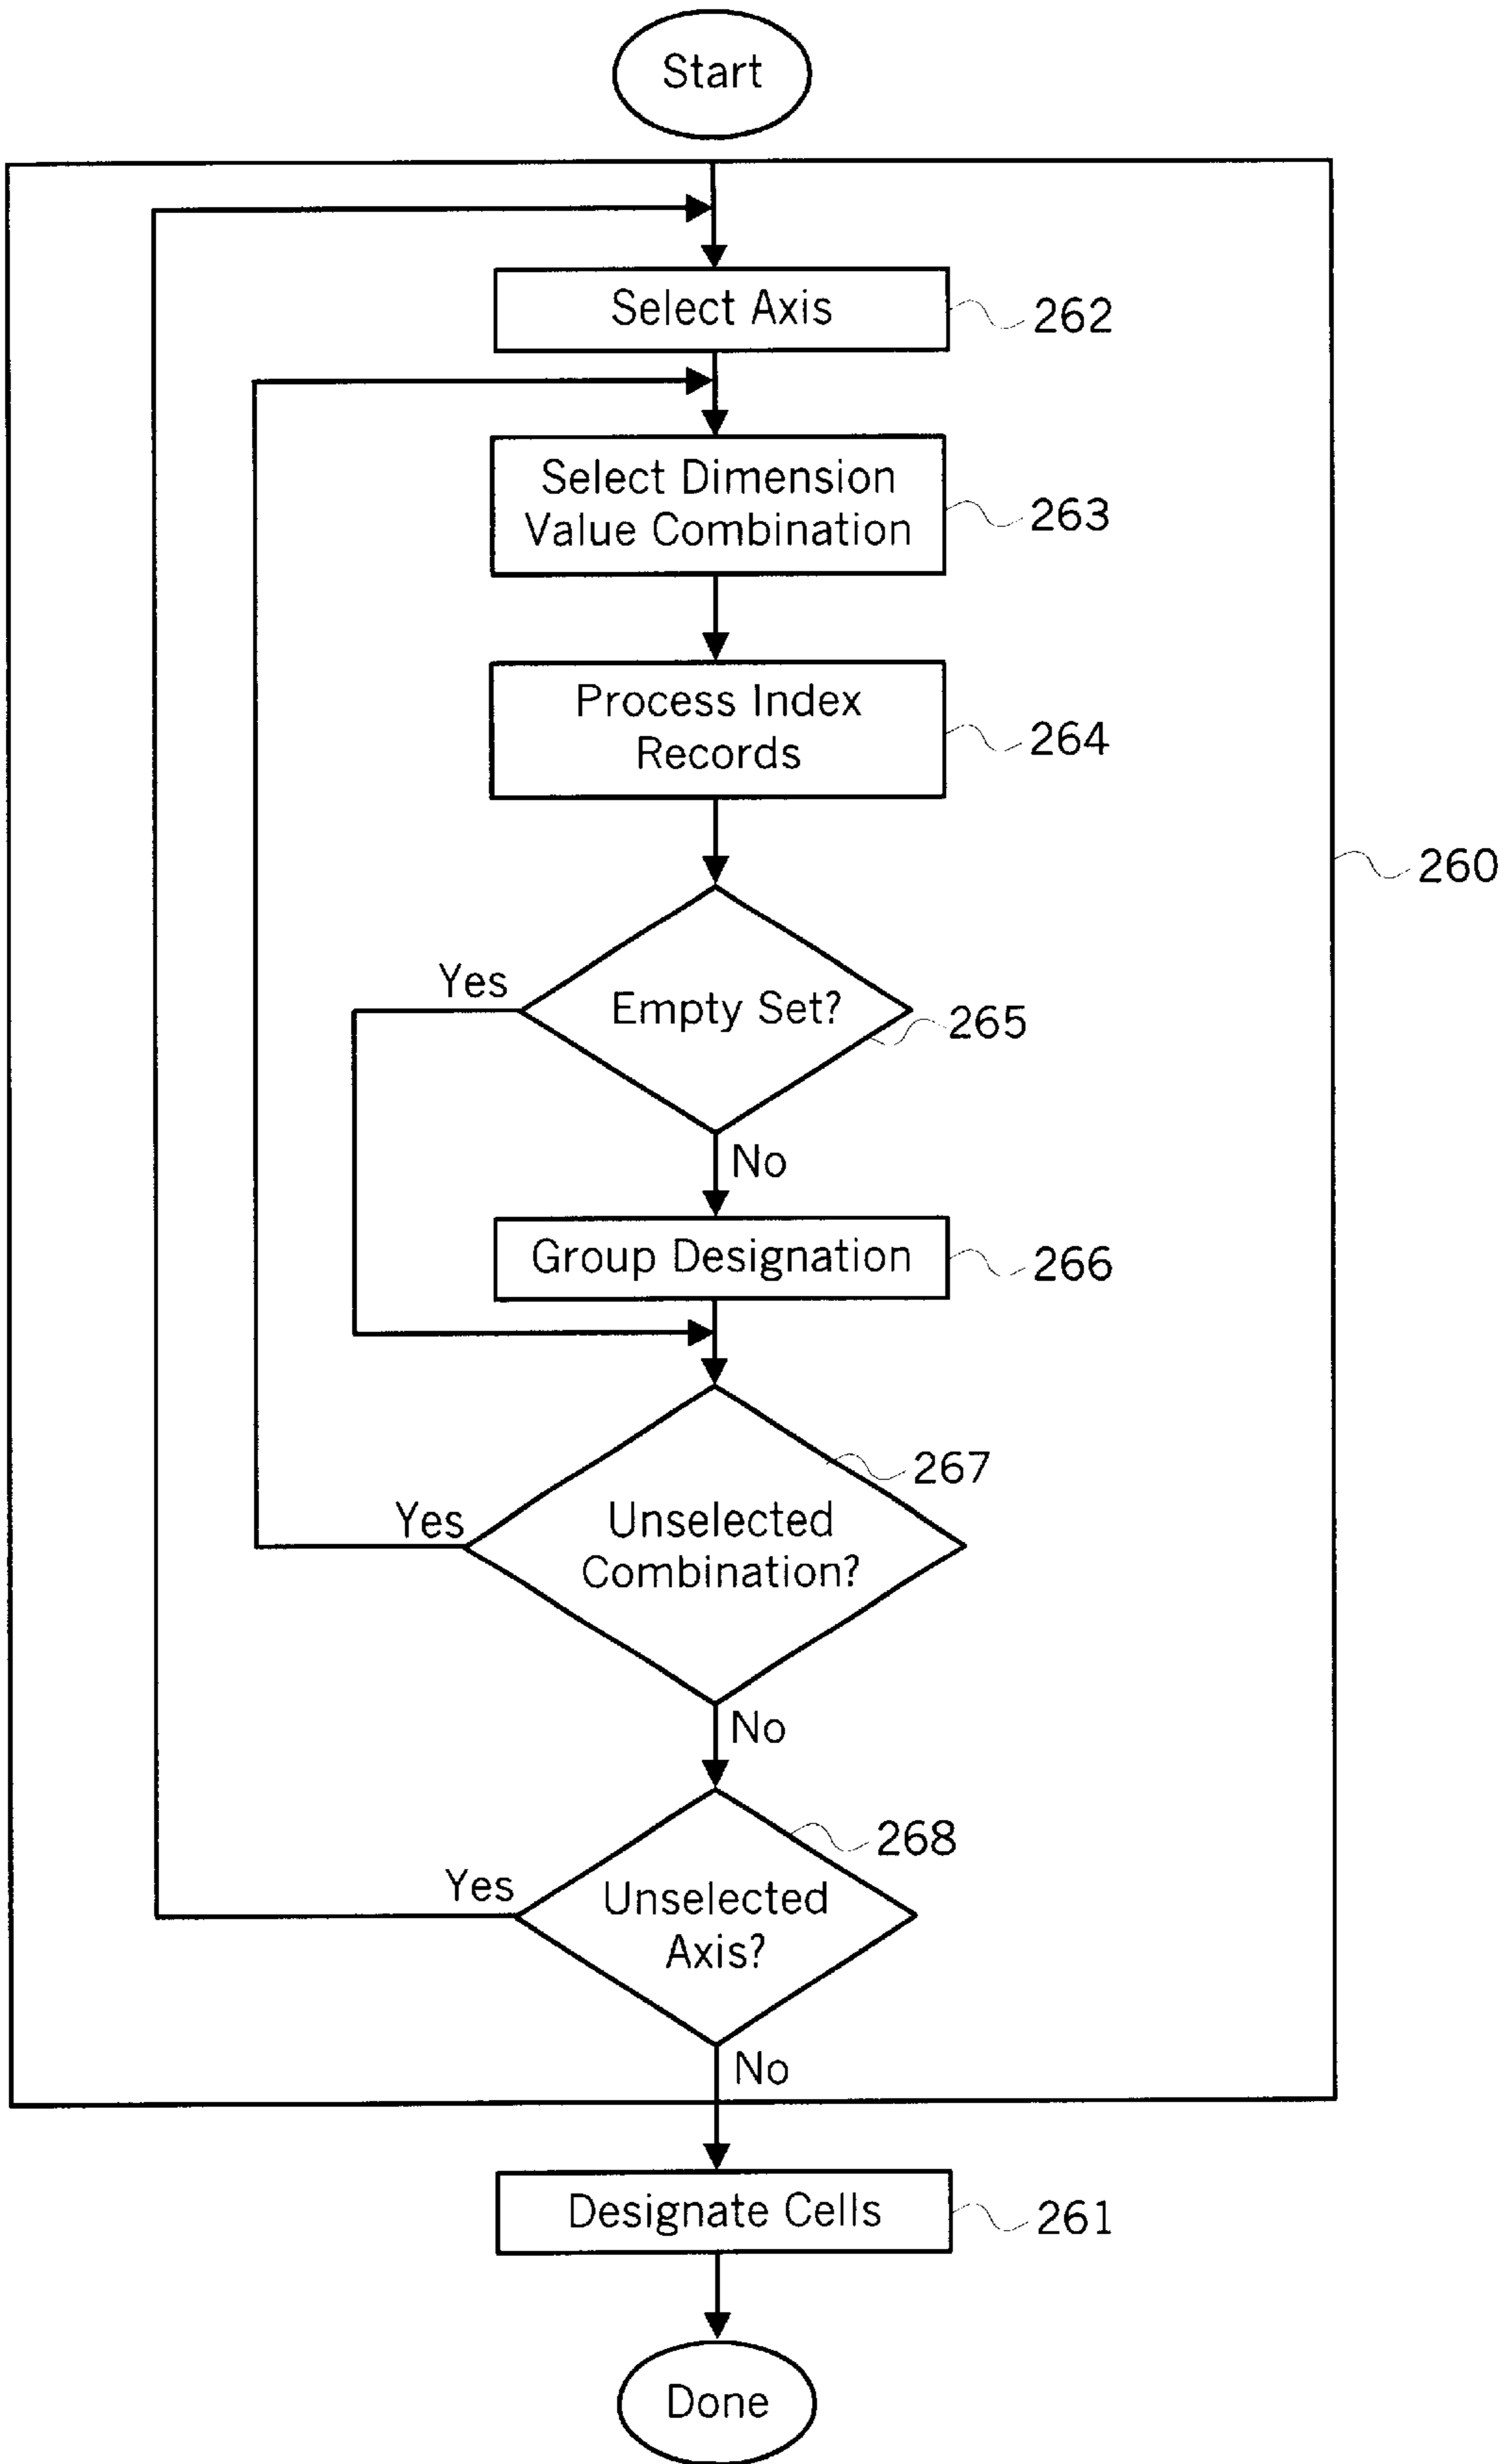 Start
Select Axis
262
Select Dimension
Value Combination
263
Process Index
Records
264
260
Yes
Empty Set?
265
No
Group Designation
266
267
Yes
Unselected
Combination?
No
268
Yes
Unselected
Axis?
No
Designate Cells
261
Done